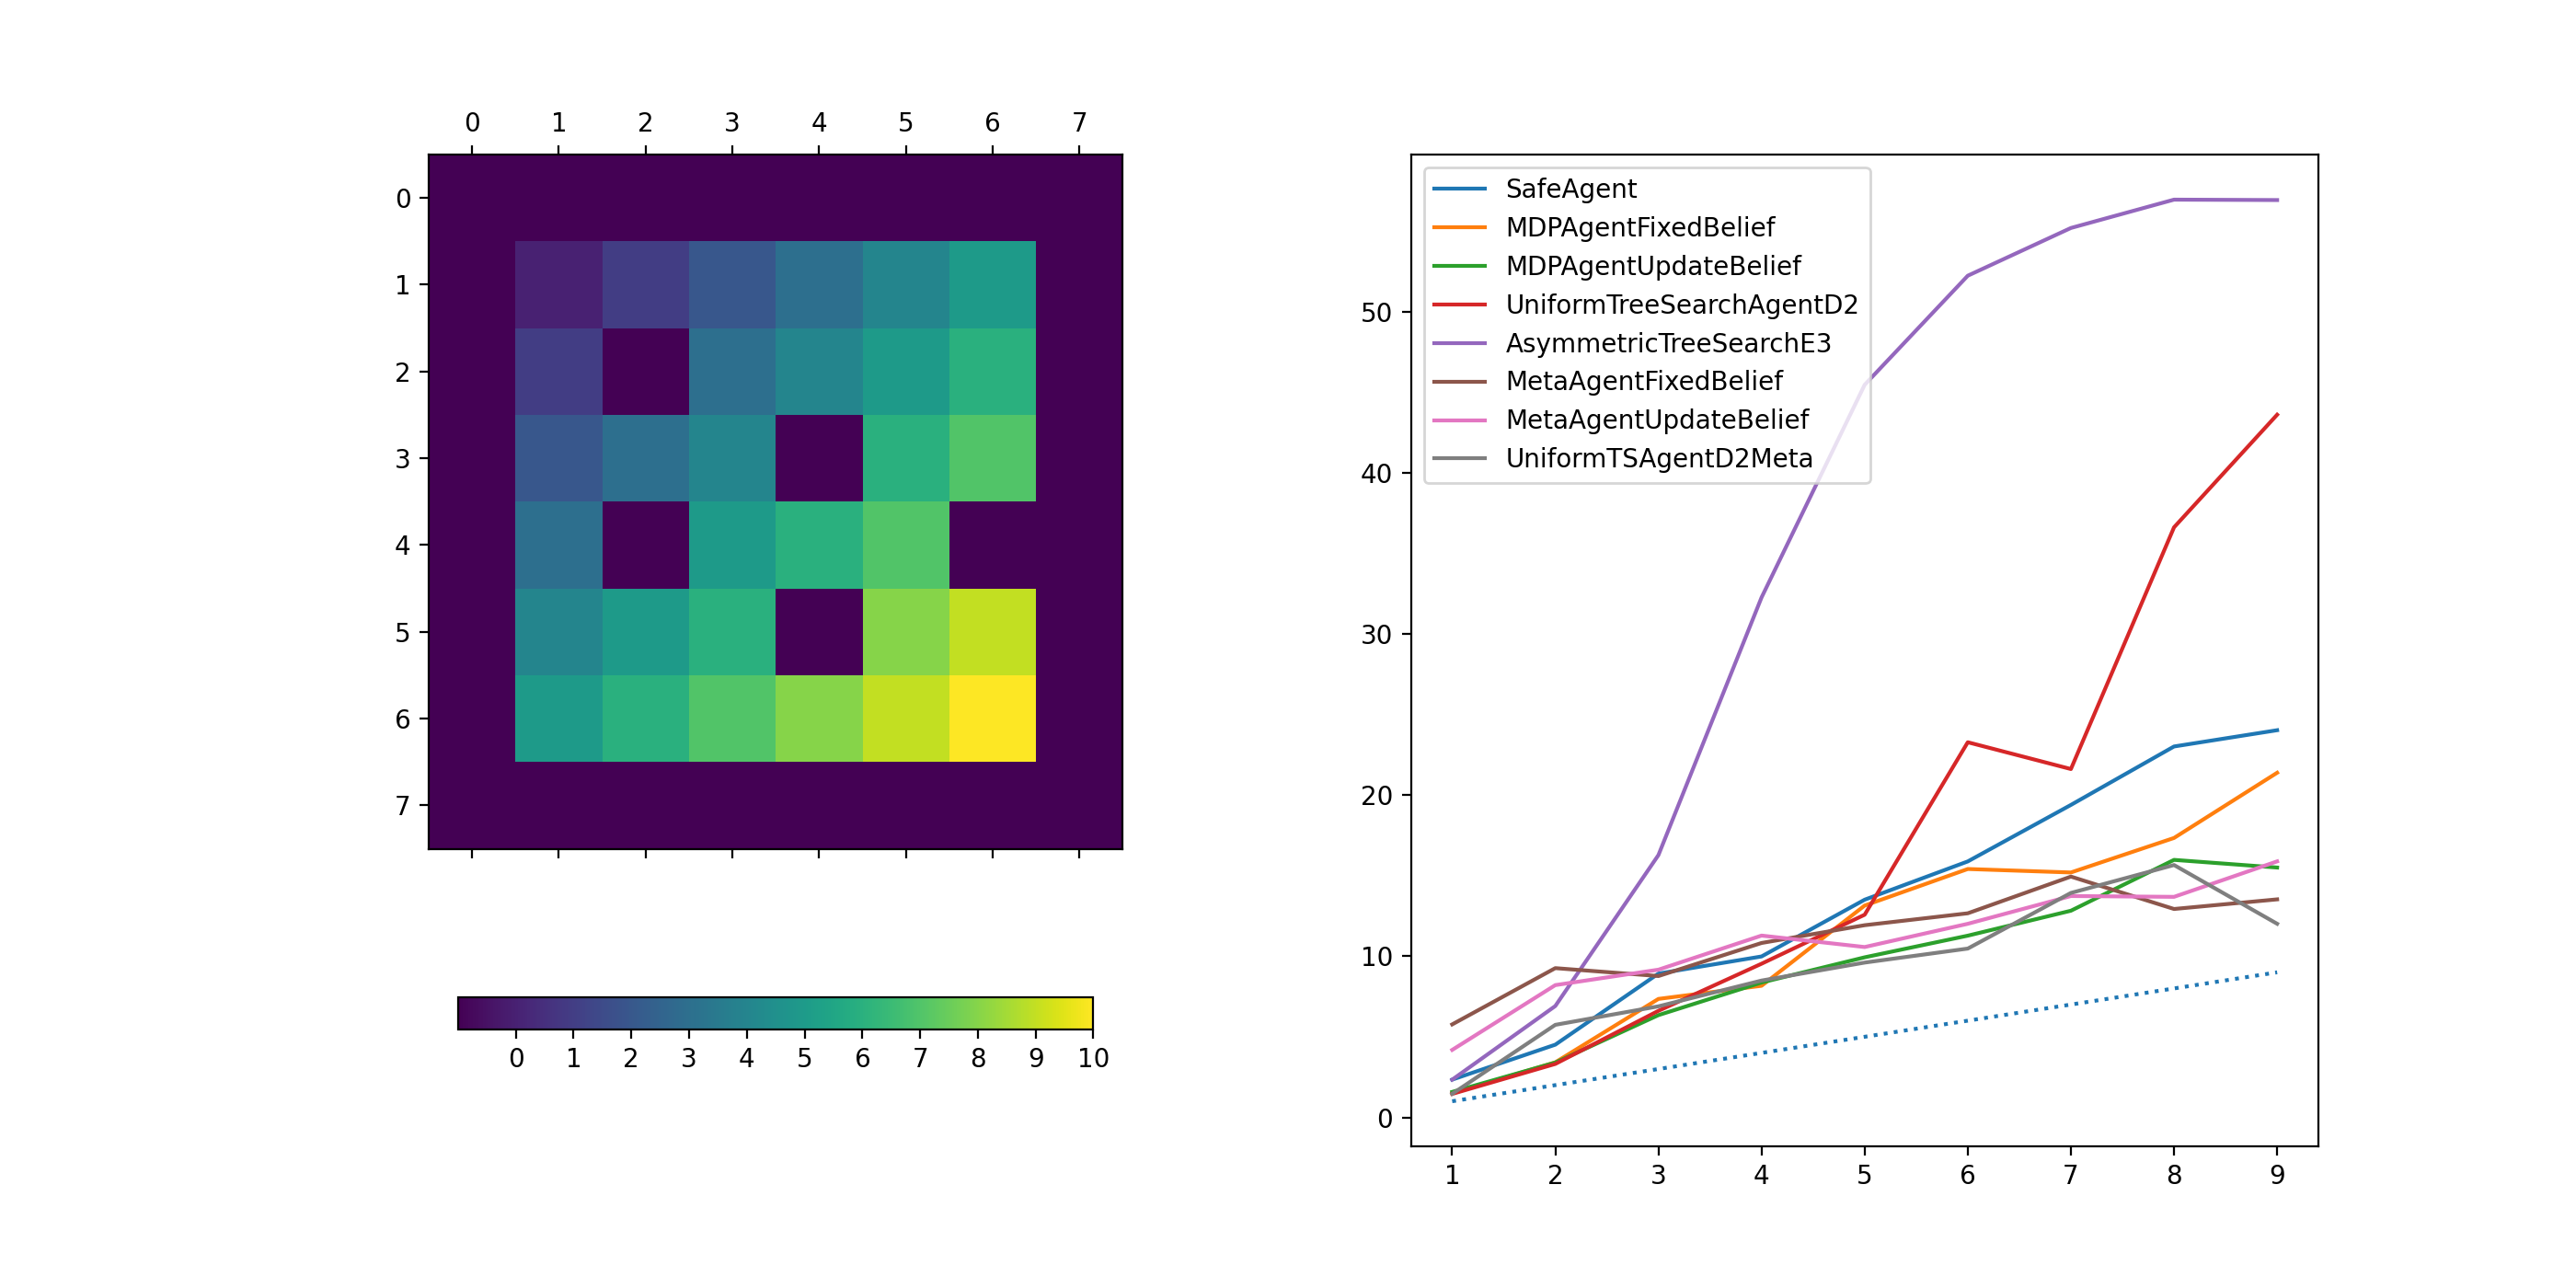 0 1 2 3 4 5 6 7
0
1
2
3
4
5
6
7
0 1 2 3 4 5 6 7 8 9 10
SafeAgent
MDPAgentFixedBelief
MDPAgentUpdateBelief
UniformTreeSearchAgentD2
AsymmetricTreeSearchE3
MetaAgentFixedBelief
MetaAgentUpdateBelief
UniformTSAgentD2Meta
50
40
30
20
10
0
1 2 3 4 5 6 7 8 9